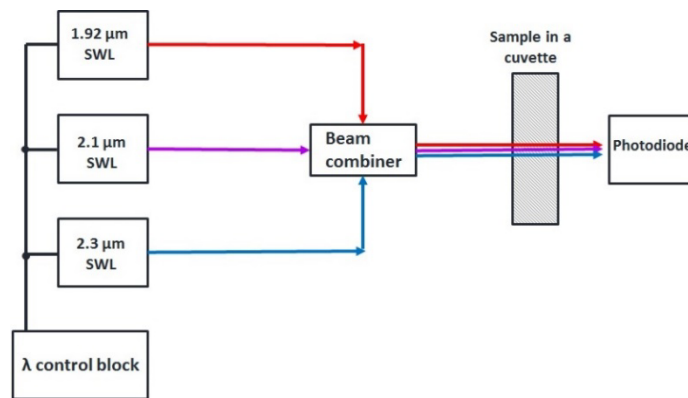 1.92 µm
SWL
2.1 µm
SWL
2.3 µm
SWL
λ control block
Beam
combiner
Sample in a
cuvette
Photodiode